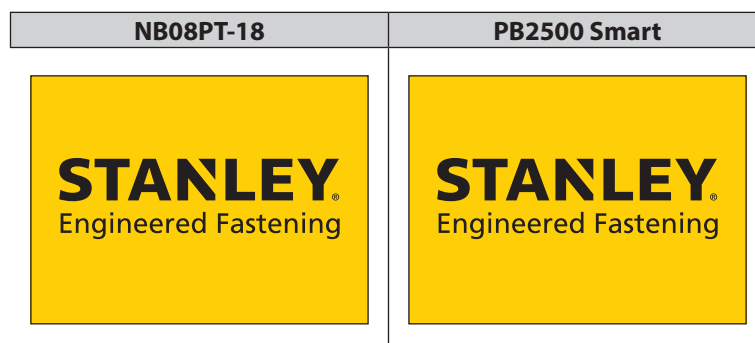 NB08PT-18
PB2500 Smart
STANLEY®
Engineered Fastening
STANLEY®
Engineered Fastening